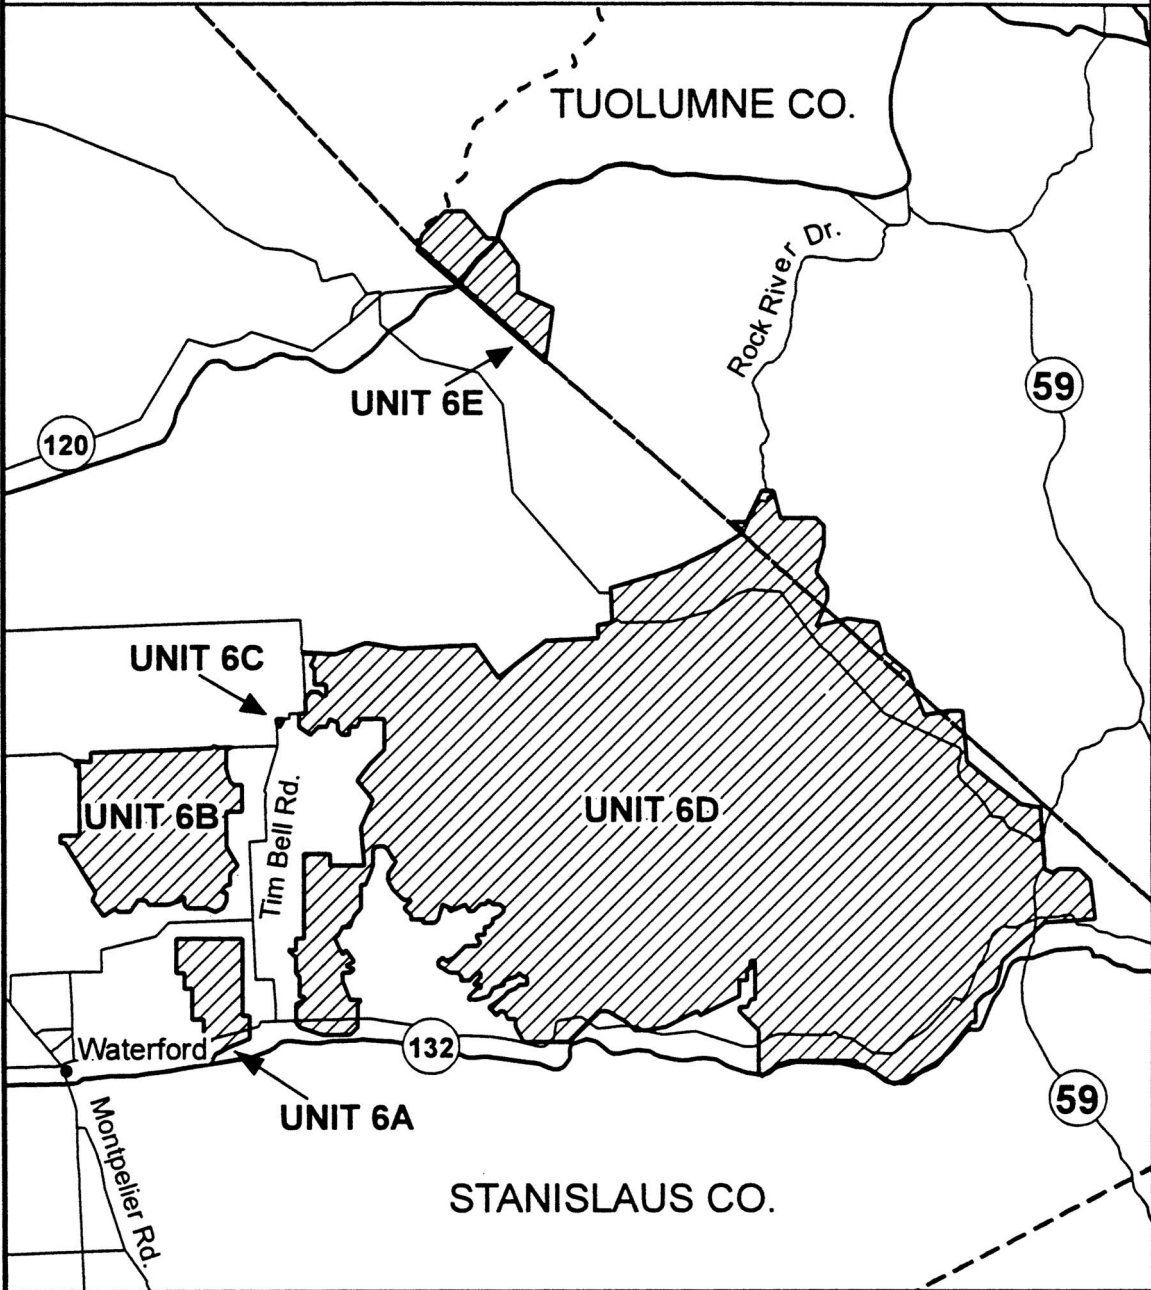 TUOLUMNE CO.
Rock River Dr.
59
UNIT 6E
120
UNIT 6C
UNIT 6B
UNIT 6D
Tim Bell Rd.
Waterford
132
UNIT 6A
59
Montpelier Rd.
STANISLAUS CO.